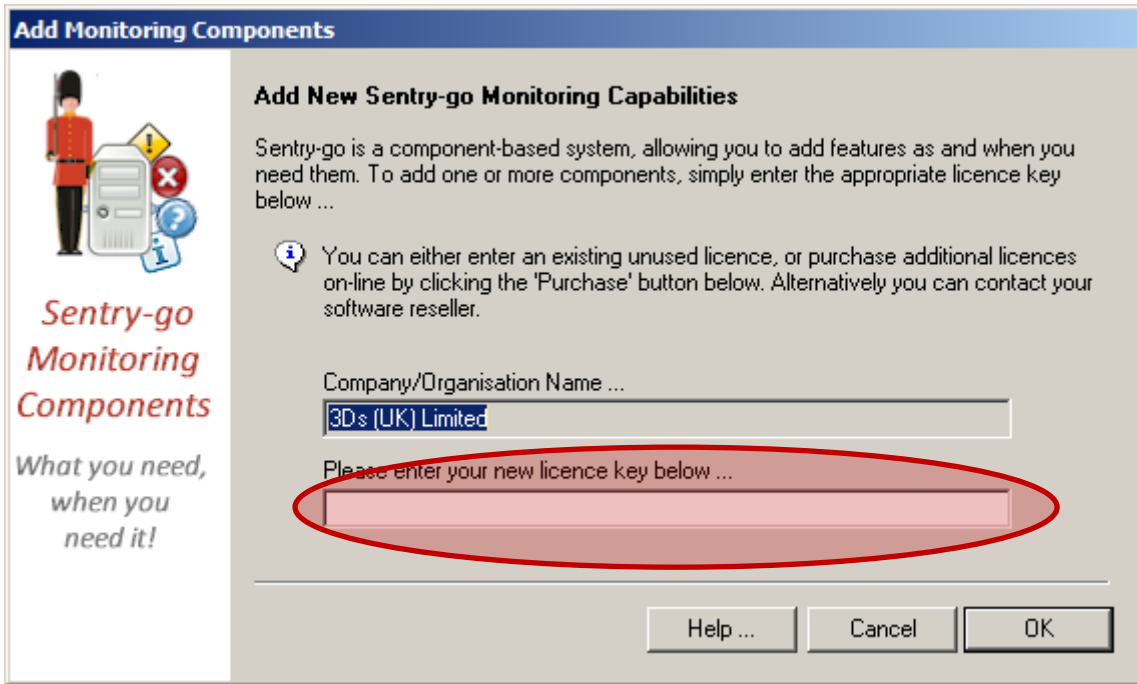 Add Monitoring Components
Add New Sentry-go Monitoring Capabilities
Sentry-go is a component-based system, allowing you to add features as and when you
need them. To add one or more components, simply enter the appropriate licence key
below ...
You can either enter an existing unused licence, or purchase additional licences
on-line by clicking the 'Purchase' button below. Alternatively you can contact your
software reseller.
Sentry-go
Monitoring
Components
What you need,
when you
need it!
Company/Organisation Name ...
3Ds (UK) Limited
Please enter your new licence key below ...
Help ...
Cancel
OK